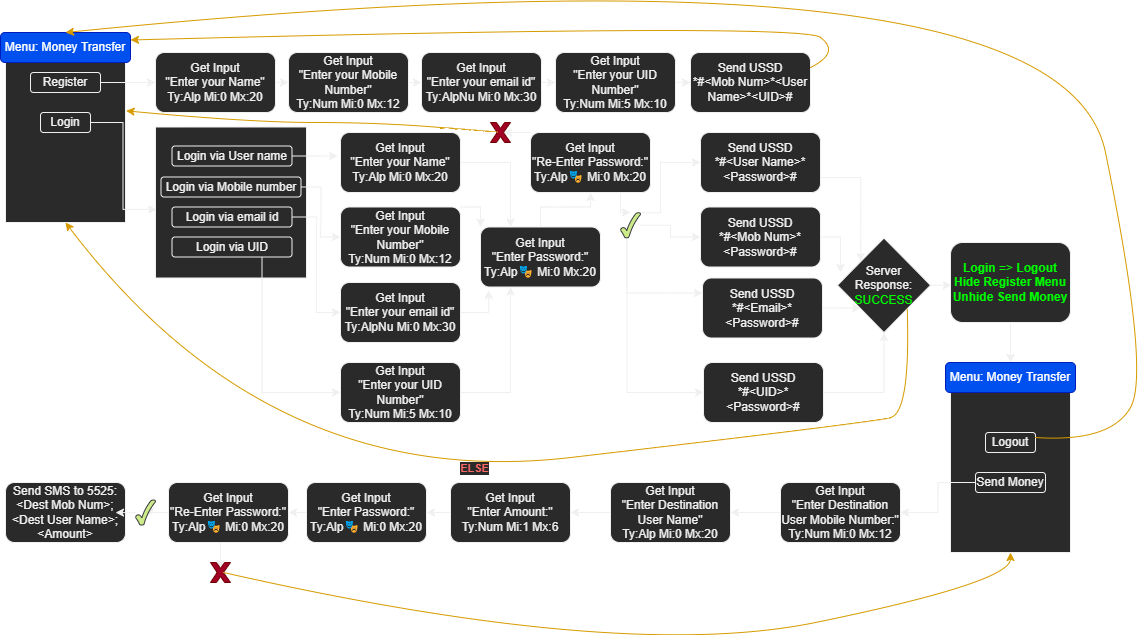 Menu: Money Transfer
Register
Login
Get Input
"Enter your Name"
Ty:Alp Mi:0 Mx:20
Get Input
"Enter your Mobile
Number"
Ty:Num Mi:0 Mx:12
Get Input
"Enter your email id"
Ty:AlpNu Mi:0 Mx:30
Get Input
"Enter your UID
Number"
Ty:Num Mi:5 Mx:10
Send USSD
*#<Mob Num>*<User
Name>*<UID>#
Login via User name
Login via Mobile number
Login via email id
Login via UID
Get Input
"Enter your Name"
Ty:Alp Mi:0 Mx:20
Get Input
"Enter your Mobile
Number"
Ty:Num Mi:0 Mx:12
Get Input
"Enter your email id"
Ty:AlpNu Mi:0 Mx:30
Get Input
"Enter your UID
Number"
Ty:Num Mi:5 Mx:10
Get Input
"Enter Password:"
Ty:Alp🎭 Mi:0 Mx:20
Get Input
"Re-Enter Password:"
Ty:Alp🎭 Mi:0 Mx:20
Send USSD
*#<User Name>*
<Password>#
Send USSD
*#<Mob Num>*
<Password>#
Send USSD
*#<Email>*
<Password>#
Send USSD
*#<UID>*
<Password>#
Server
Response:
SUCCESS
Login => Logout
Hide Register Menu
Unhide Send Money
Menu: Money Transfer
Logout
Send Money
ELSE
Get Input
"Enter Destination
User Mobile Number:"
Ty:Num Mi:0 Mx:12
Get Input
"Enter Destination
User Name"
Ty:Alp Mi:0 Mx:20
Get Input
"Enter Amount:"
Ty:Num Mi:1 Mx:6
Get Input
"Enter Password:"
Ty:Alp🎭 Mi:0 Mx:20
Get Input
"Re-Enter Password:"
Ty:Alp🎭 Mi:0 Mx:20
Send SMS to 5525:
<Dest Mob Num>;
<Dest User Name>;
<Amount>